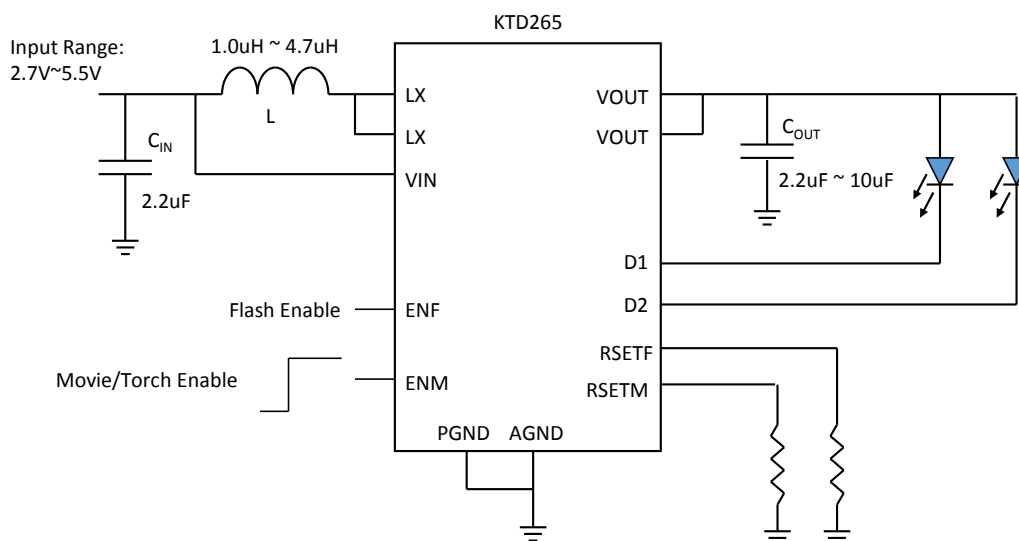 KTD265
Input Range:
2.7V~5.5V
1.0uH ~ 4.7uH
L
C_IN
2.2uF
LX
LX
VIN
VOUT
VOUT
C_OUT
2.2uF ~ 10uF
D1
D2
Flash Enable
ENF
RSETF
Movie/Torch Enable
ENM
RSETM
PGND
AGND